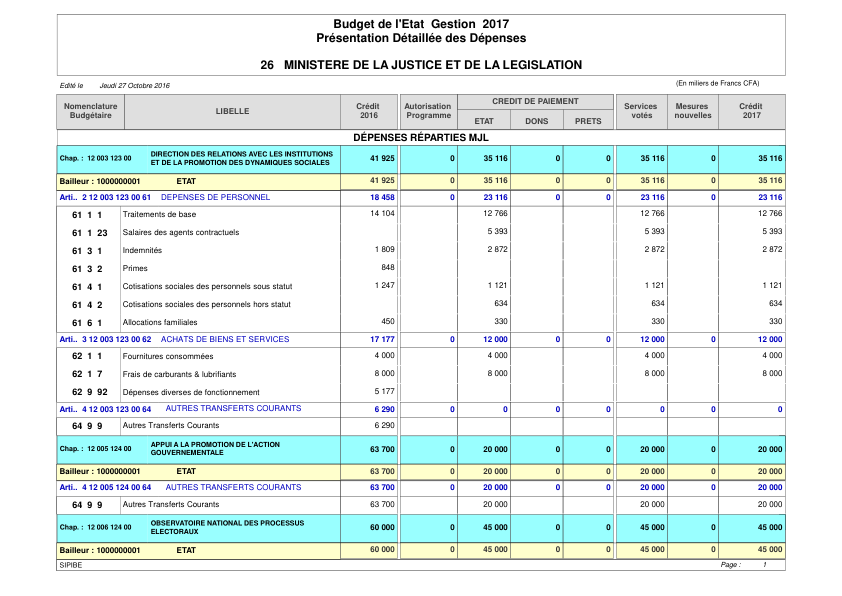 Budget de l'Etat Gestion 2017
Présentation Détaillée des Dépenses
26 MINISTERE DE LA JUSTICE ET DE LA LEGISLATION
Edité le Jeudi 27 Octobre 2016 (En milliers de Francs CFA)
Nomenclature Budgétaire LIBELLE Crédit 2016 Autorisation Programme CREDIT DE PAIEMENT ETAT DONS PRETS Services votés Mesures nouvelles Crédit 2017
DÉPENSES RÉPARTIES MJL
Chap. : 12 003 123 00 DIRECTION DES RELATIONS AVEC LES INSTITUTIONS ET DE LA PROMOTION DES DYNAMIQUES SOCIALES 41 925 0 35 116 0 0 35 116 0 35 116
Bailleur : 1000000001 ETAT 41 925 0 35 116 0 0 35 116 0 35 116
Arti.. 2 12 003 123 00 61 DEPENSES DE PERSONNEL 18 458 0 23 116 0 0 23 116 0 23 116
61 1 1 Traitements de base 14 104 12 766 12 766 12 766
61 1 23 Salaires des agents contractuels 5 393 5 393 5 393
61 3 1 Indemnités 1 809 2 872 2 872 2 872
61 3 2 Primes 848
61 4 1 Cotisations sociales des personnels sous statut 1 247 1 121 1 121 1 121
61 4 2 Cotisations sociales des personnels hors statut 634 634 634
61 6 1 Allocations familiales 450 330 330 330
Arti.. 3 12 003 123 00 62 ACHATS DE BIENS ET SERVICES 17 177 0 12 000 0 0 12 000 0 12 000
62 1 1 Fournitures consommées 4 000 4 000 4 000 4 000
62 1 7 Frais de carburants & lubrifiants 8 000 8 000 8 000 8 000
62 9 92 Dépenses diverses de fonctionnement 5 177
Arti.. 4 12 003 123 00 64 AUTRES TRANSFERTS COURANTS 6 290 0 0 0 0 0 0 0
64 9 9 Autres Transferts Courants 6 290
Chap. : 12 005 124 00 APPUI A LA PROMOTION DE L'ACTION GOUVERNEMENTALE 63 700 0 20 000 0 0 20 000 0 20 000
Bailleur : 1000000001 ETAT 63 700 0 20 000 0 0 20 000 0 20 000
Arti.. 4 12 005 124 00 64 AUTRES TRANSFERTS COURANTS 63 700 0 20 000 0 0 20 000 0 20 000
64 9 9 Autres Transferts Courants 63 700 20 000 20 000 20 000
Chap. : 12 006 124 00 OBSERVATOIRE NATIONAL DES PROCESSUS ELECTORAUX 60 000 0 45 000 0 0 45 000 0 45 000
Bailleur : 1000000001 ETAT 60 000 0 45 000 0 0 45 000 0 45 000
SIPIBE Page : 1